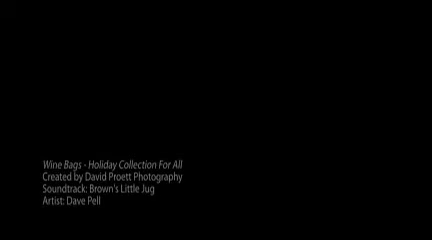 Wine Bags - Holiday Collection For All
Created by David Proett Photography
Soundtrack: Brown's Little Jug
Artist: Dave Pell